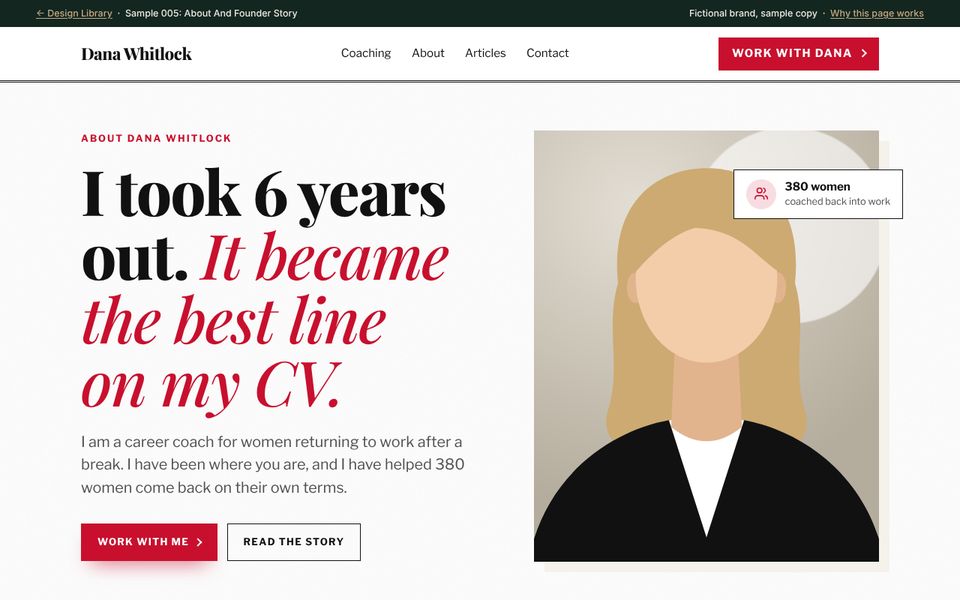 ← Design Library · Sample 005: About And Founder Story
Fictional brand, sample copy · Why this page works
Dana Whitlock
Coaching
About
Articles
Contact
WORK WITH DANA
ABOUT DANA WHITLOCK
I took 6 years
out. It became
the best line
on my CV.
I am a career coach for women returning to work after a
break. I have been where you are, and I have helped 380
women come back on their own terms.
WORK WITH ME
READ THE STORY
380 women
coached back into work